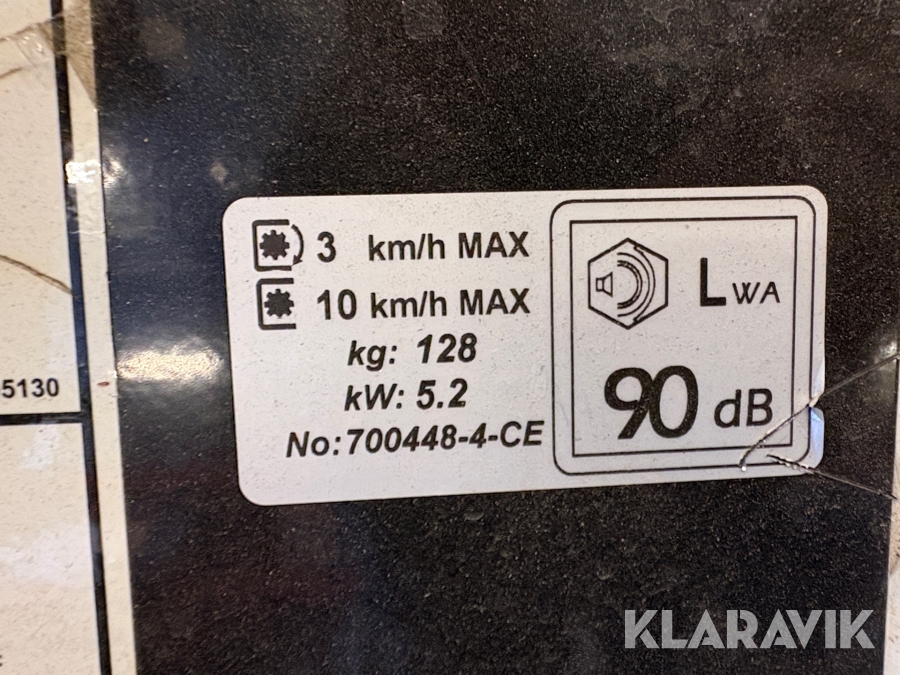 3 km/h MAX
10 km/h MAX
kg: 128
kW: 5.2
No:700448-4-CE
LWA
90 dB
5130
KLARAVIK